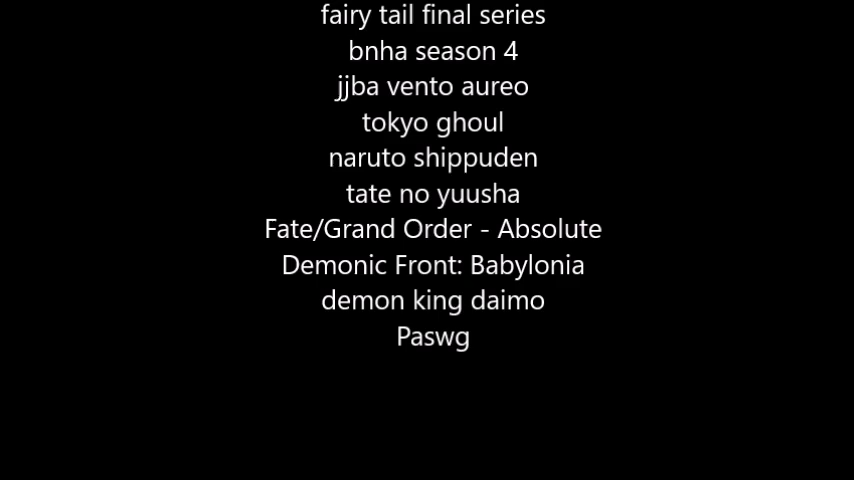 fairy tail final series
bnha season 4
jjba vento aureo
tokyo ghoul
naruto shippuden
tate no yuusha
Fate/Grand Order - Absolute
Demonic Front: Babylonia
demon king daimo
Paswg